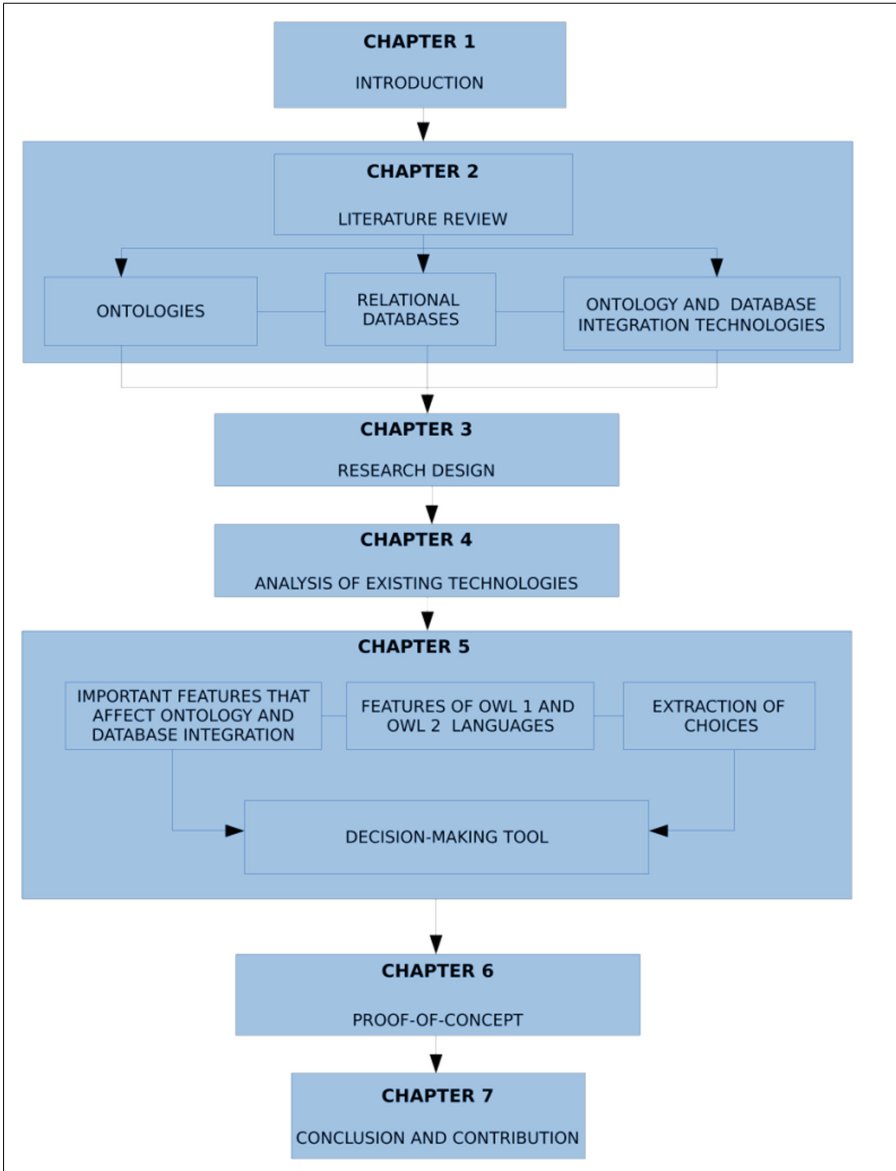 CHAPTER 1
INTRODUCTION
CHAPTER 2
LITERATURE REVIEW
ONTOLOGIES
RELATIONAL
DATABASES
ONTOLOGY AND DATABASE
INTEGRATION TECHNOLOGIES
CHAPTER 3
RESEARCH DESIGN
CHAPTER 4
ANALYSIS OF EXISTING TECHNOLOGIES
CHAPTER 5
IMPORTANT FEATURES THAT
AFFECT ONTOLOGY AND
DATABASE INTEGRATION
FEATURES OF OWL 1 AND
OWL 2 LANGUAGES
EXTRACTION OF
CHOICES
DECISION-MAKING TOOL
CHAPTER 6
PROOF-OF-CONCEPT
CHAPTER 7
CONCLUSION AND CONTRIBUTION